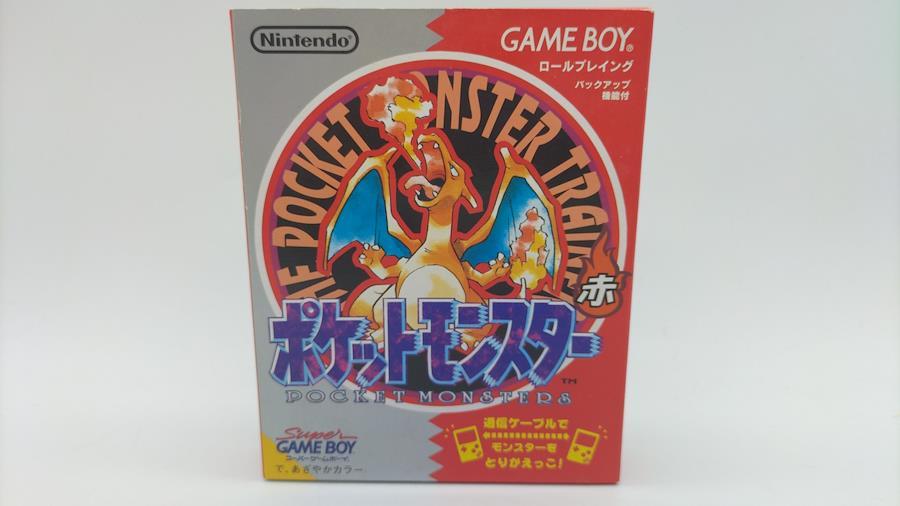 Nintendo
GAME BOY®
ロールプレイング
バックアップ
機能付
THE POCKET MONSTER TRAINER
赤
ポケットモンスター
TM
POCKET MONSTERS
Super
GAME BOY
スーパーゲームボーイ
で、あざやかカラー。
通信ケーブルで
モンスターを
とりかえっこ!